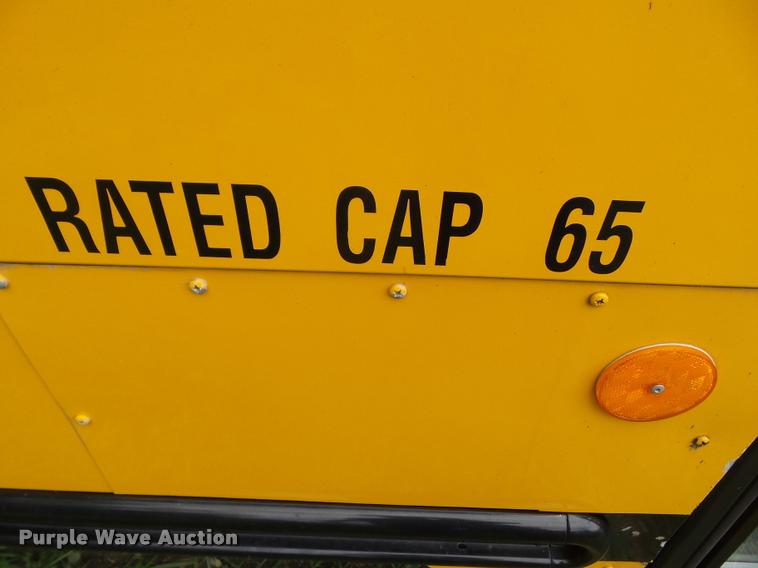 RATED CAP 65
Purple Wave Auction